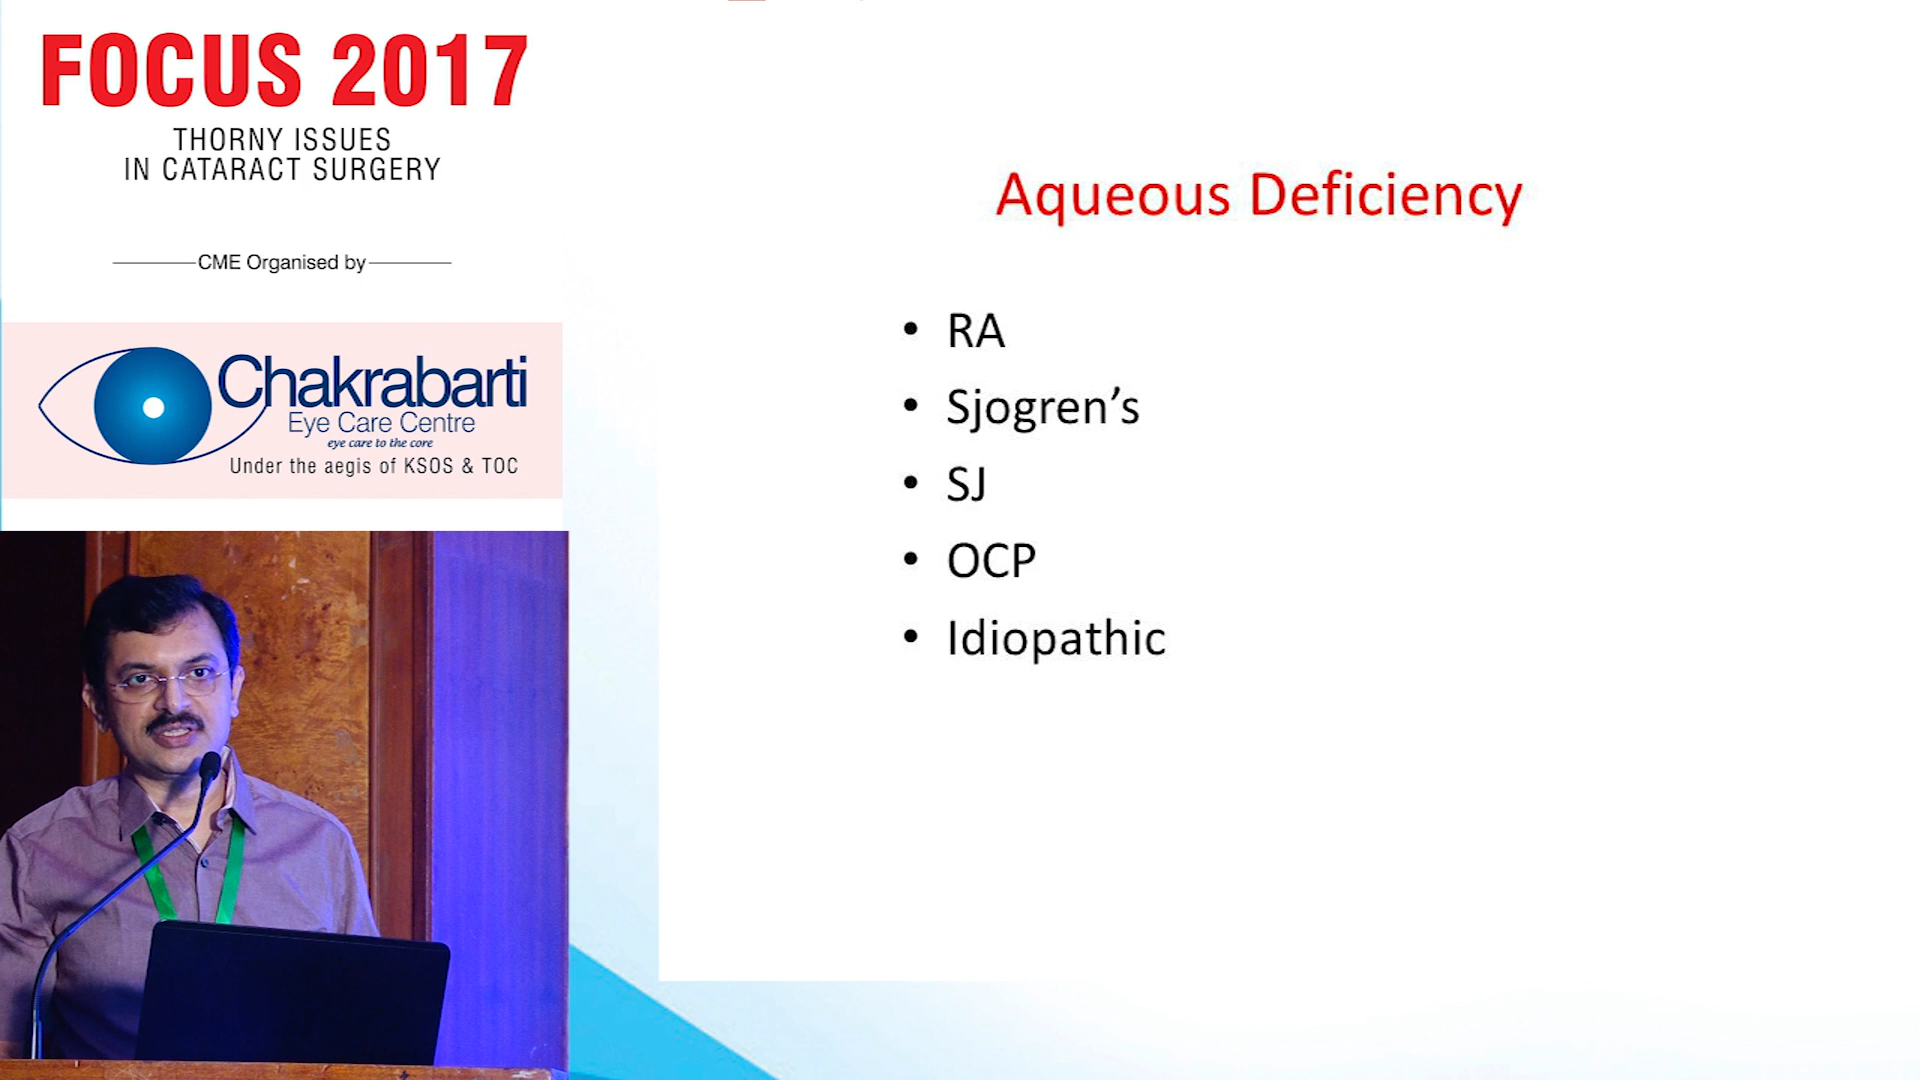 FOCUS 2017
THORNY ISSUES
IN CATARACT SURGERY
CME Organised by
Chakrabarti
Eye Care Centre
eye care to the core
Under the aegis of KSOS & TOC
Aqueous Deficiency
• RA
• Sjogren’s
• SJ
• OCP
• Idiopathic